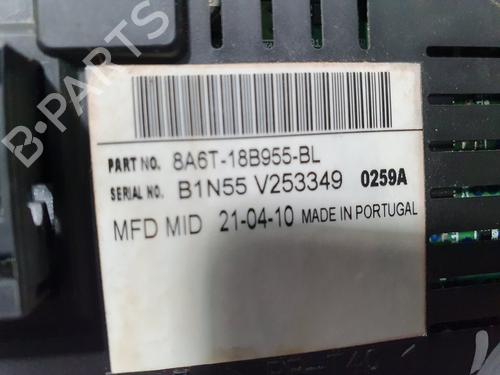 B-PARTS
PART NO. 8A6T-18B955-BL
SERIAL NO. B1N55 V253349 0259A
MFD MID 21-04-10 MADE IN PORTUGAL